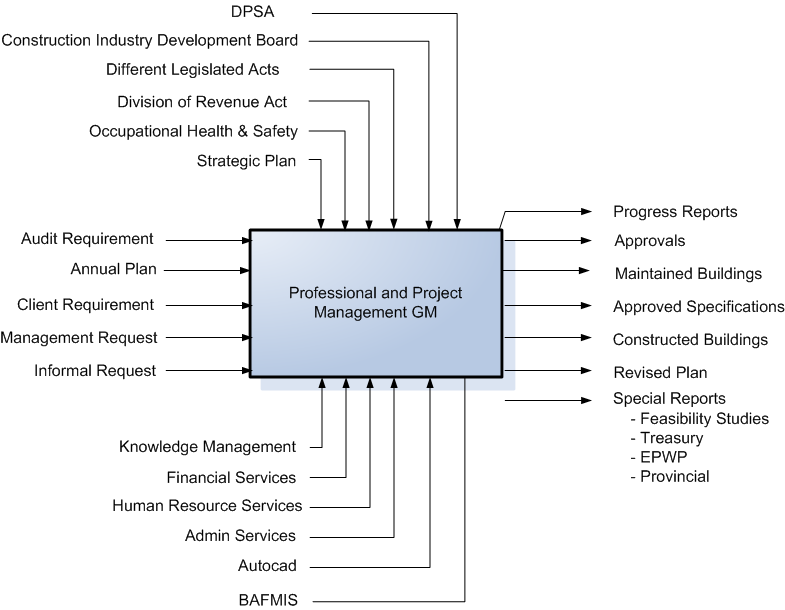 DPSA
Construction Industry Development Board
Different Legislated Acts
Division of Revenue Act
Occupational Health & Safety
Strategic Plan
Audit Requirement
Annual Plan
Client Requirement
Management Request
Informal Request
Professional and Project
Management GM
Progress Reports
Approvals
Maintained Buildings
Approved Specifications
Constructed Buildings
Revised Plan
Special Reports
- Feasibility Studies
- Treasury
- EPWP
- Provincial
Knowledge Management
Financial Services
Human Resource Services
Admin Services
Autocad
BAFMIS